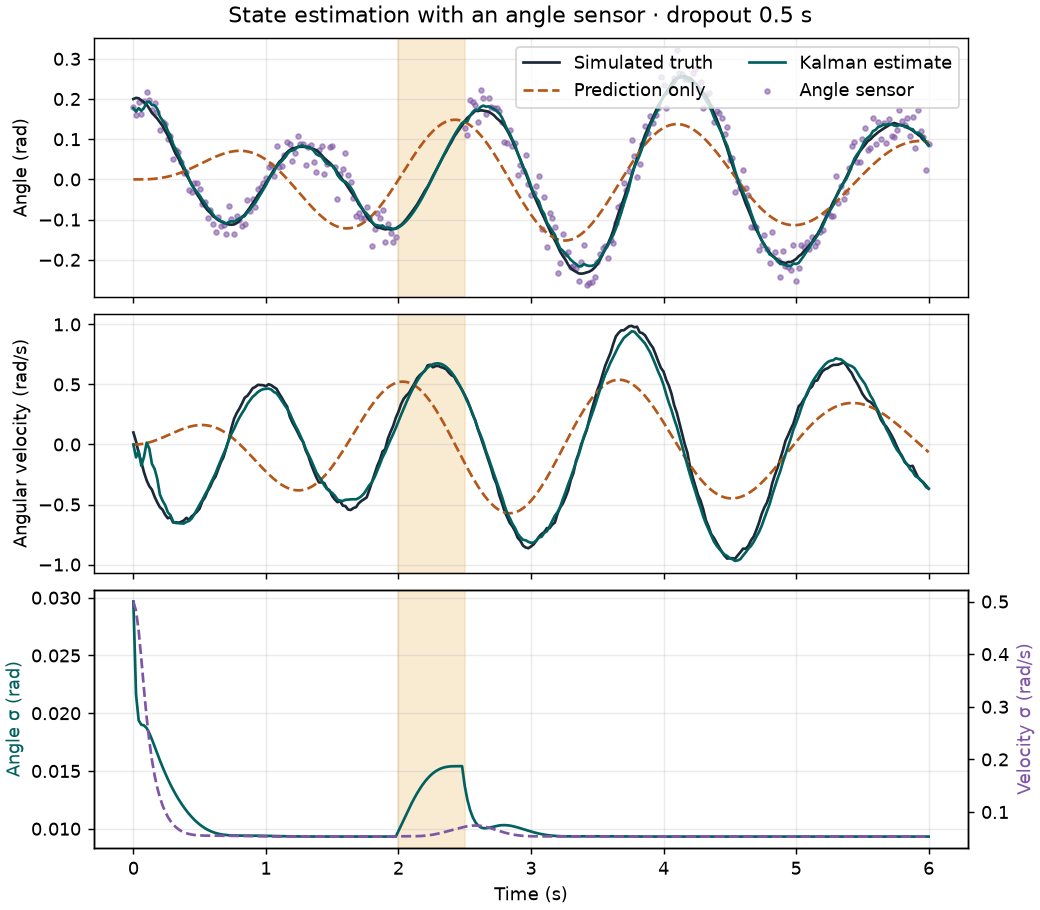 State estimation with an angle sensor · dropout 0.5 s
Simulated truth
Prediction only
Kalman estimate
Angle sensor
Angle (rad)
0.3
0.2
0.1
0.0
−0.1
−0.2
Angular velocity (rad/s)
1.0
0.5
0.0
−0.5
−1.0
Angle σ (rad)
0.030
0.025
0.020
0.015
0.010
0.5
0.4
0.3
0.2
0.1
Velocity σ (rad/s)
0 1 2 3 4 5 6
Time (s)